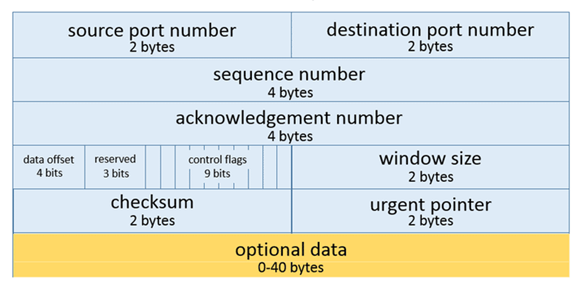 source port number
2 bytes
destination port number
2 bytes
sequence number
4 bytes
acknowledgement number
4 bytes
data offset
4 bits
reserved
3 bits
control flags
9 bits
window size
2 bytes
checksum
2 bytes
urgent pointer
2 bytes
optional data
0-40 bytes